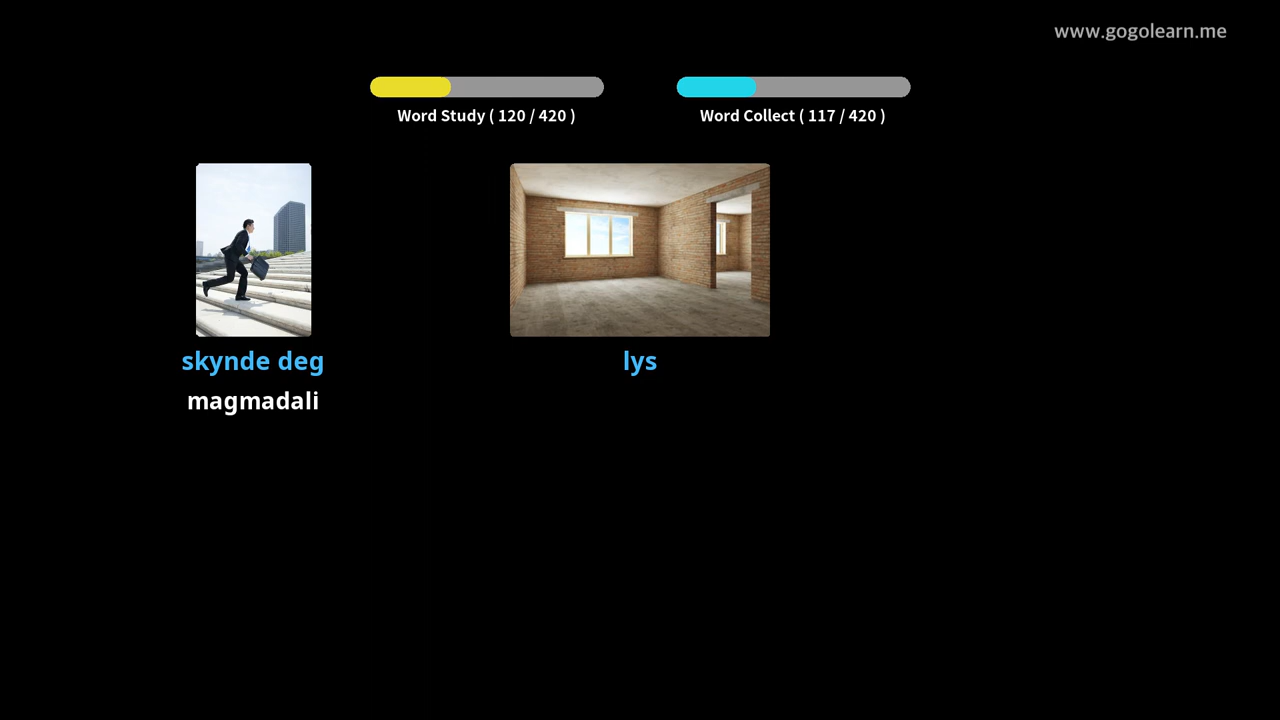 www.gogolearn.me
Word Study ( 120 / 420 )
Word Collect ( 117 / 420 )
skynde deg
lys
magmadali